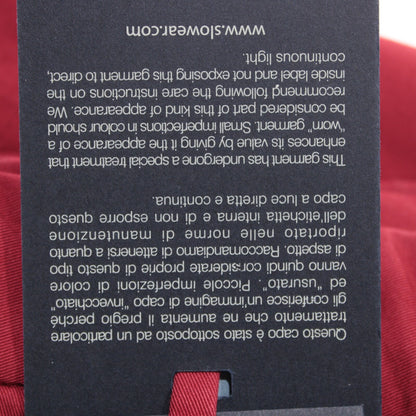 Questo capo è stato sottoposto ad un particolar
trattamento che ne aumenta il pregio perché
gli conferisce un'immagine di capo "invecchiato"
ed "usurato". Piccole imperfezioni di colore
vanno quindi considerate proprie di questo tipo
di aspetto. Raccomandiamo di attenersi a quanto
riportato nelle norme di manutenzione
dell'etichetta interna e di non esporre questo
capo a luce diretta e continua.
This garment has undergone a special treatment that
enhances its value by giving it the appearance of a
"worn" garment. Small imperfections in colour should
be considered part of this kind of appearance. We
recommend following the care instructions on the
inside label and not exposing this garment to direct,
continuous light.
www.slowear.com